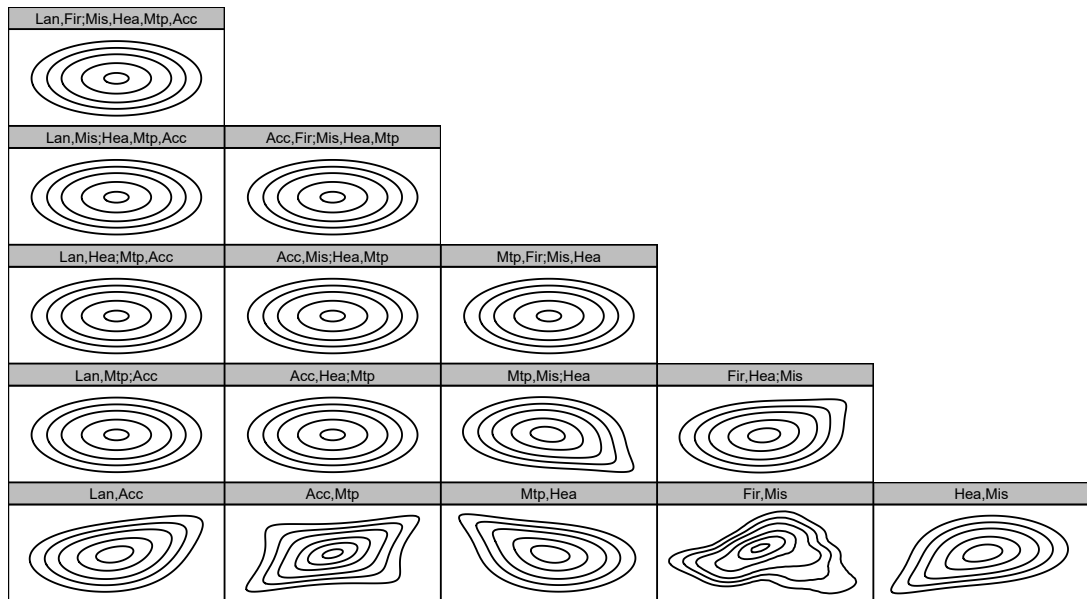 Lan,Fir;Mis,Hea,Mtp,Acc
Lan,Mis;Hea,Mtp,Acc
Acc,Fir;Mis,Hea,Mtp
Lan,Hea;Mtp,Acc
Acc,Mis;Hea,Mtp
Mtp,Fir;Mis,Hea
Lan,Mtp;Acc
Acc,Hea;Mtp
Mtp,Mis;Hea
Fir,Hea;Mis
Lan,Acc
Acc,Mtp
Mtp,Hea
Fir,Mis
Hea,Mis